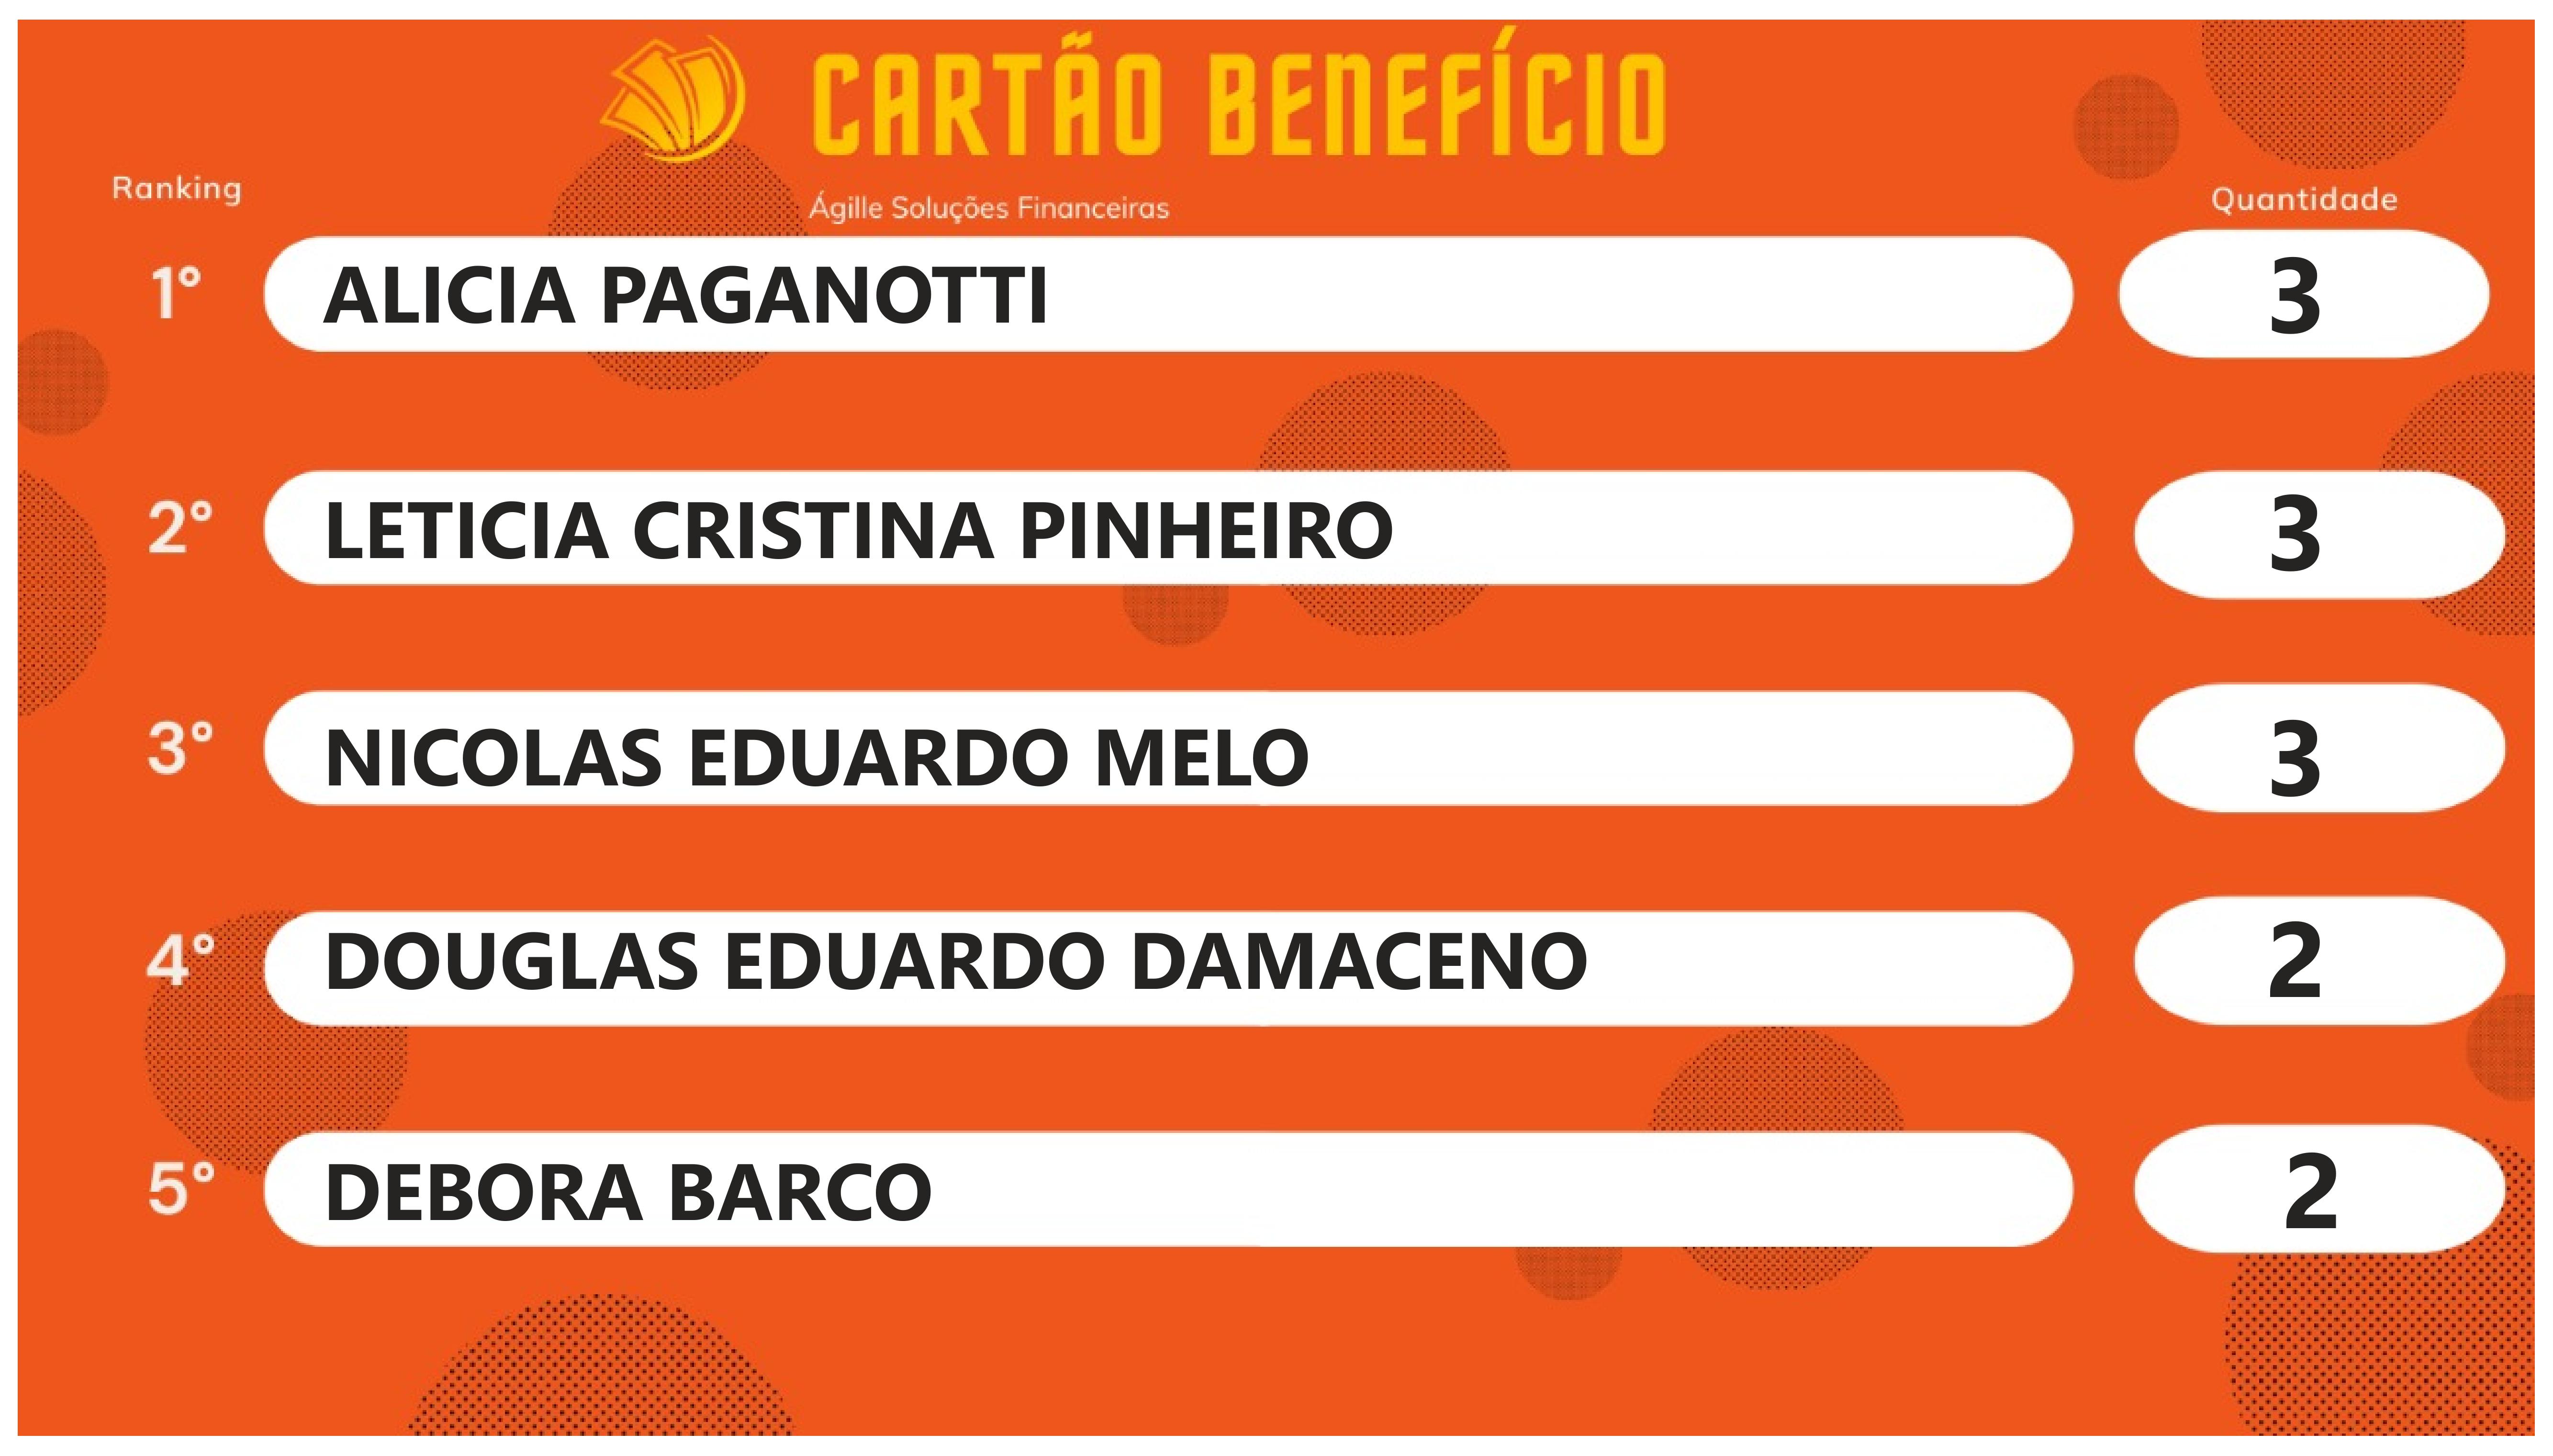 CARTÃO BENEFÍCIO
Ranking
Ágille Soluções Financeiras
Quantidade
1° ALICIA PAGANOTTI 3
2° LETICIA CRISTINA PINHEIRO 3
3° NICOLAS EDUARDO MELO 3
4° DOUGLAS EDUARDO DAMACENO 2
5° DEBORA BARCO 2